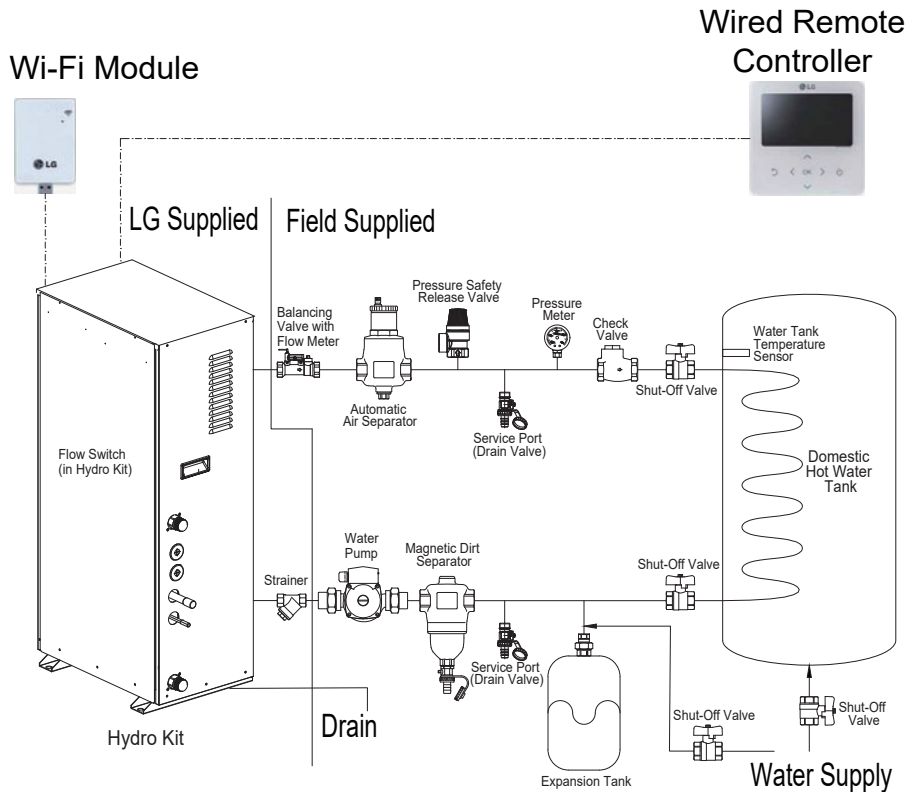 Wired Remote
Controller
Wi-Fi Module
LG
LG
OK
LG Supplied
Field Supplied
Balancing
Valve with
Flow Meter
Pressure Safety
Release Valve
Pressure
Meter
Check
Valve
Water Tank
Temperature
Sensor
Shut-Off Valve
Automatic
Air Separator
Service Port
(Drain Valve)
Flow Switch
(in Hydro Kit)
Domestic
Hot Water
Tank
Strainer
Water
Pump
Magnetic Dirt
Separator
Shut-Off Valve
Service Port
(Drain Valve)
Hydro Kit
Drain
Expansion Tank
Shut-Off Valve
Shut-Off
Valve
Water Supply